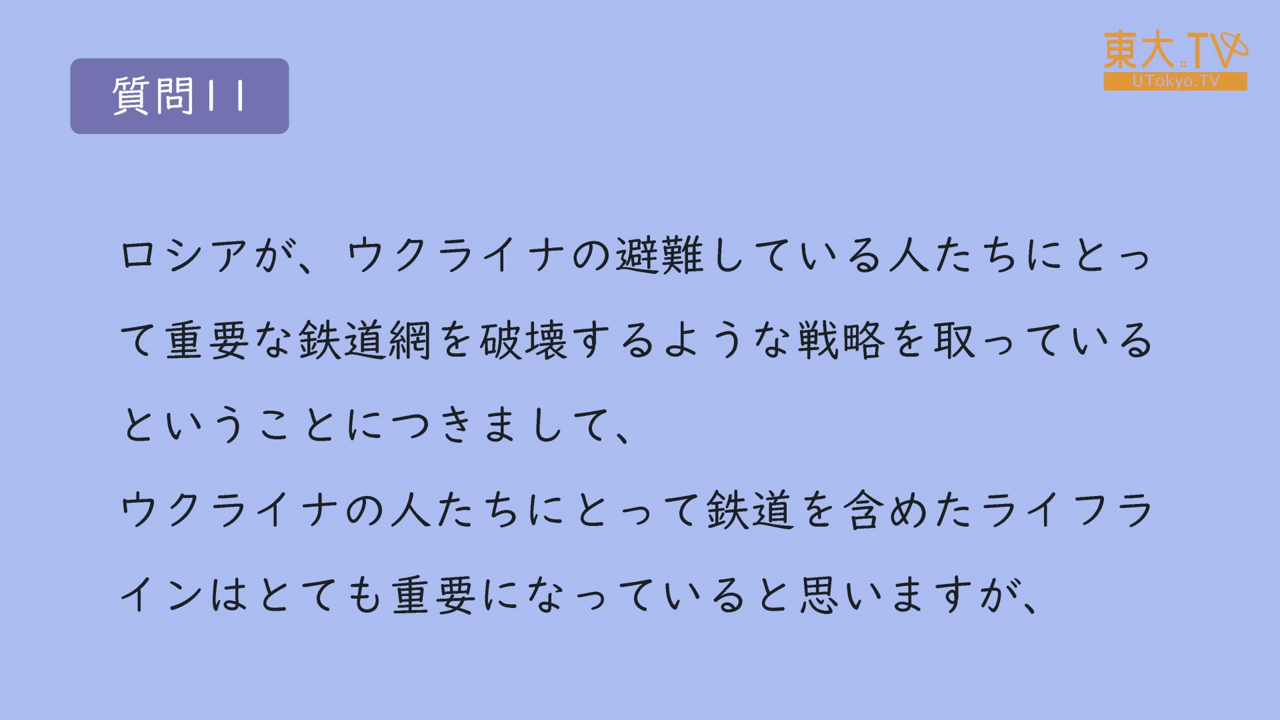 質問11
東大.TV
UTokyo.TV
ロシアが、ウクライナの避難している人たちにとっ
て重要な鉄道網を破壊するような戦略を取っている
ということにつきまして、
ウクライナの人たちにとって鉄道を含めたライフラ
インはとても重要になっていると思いますが、